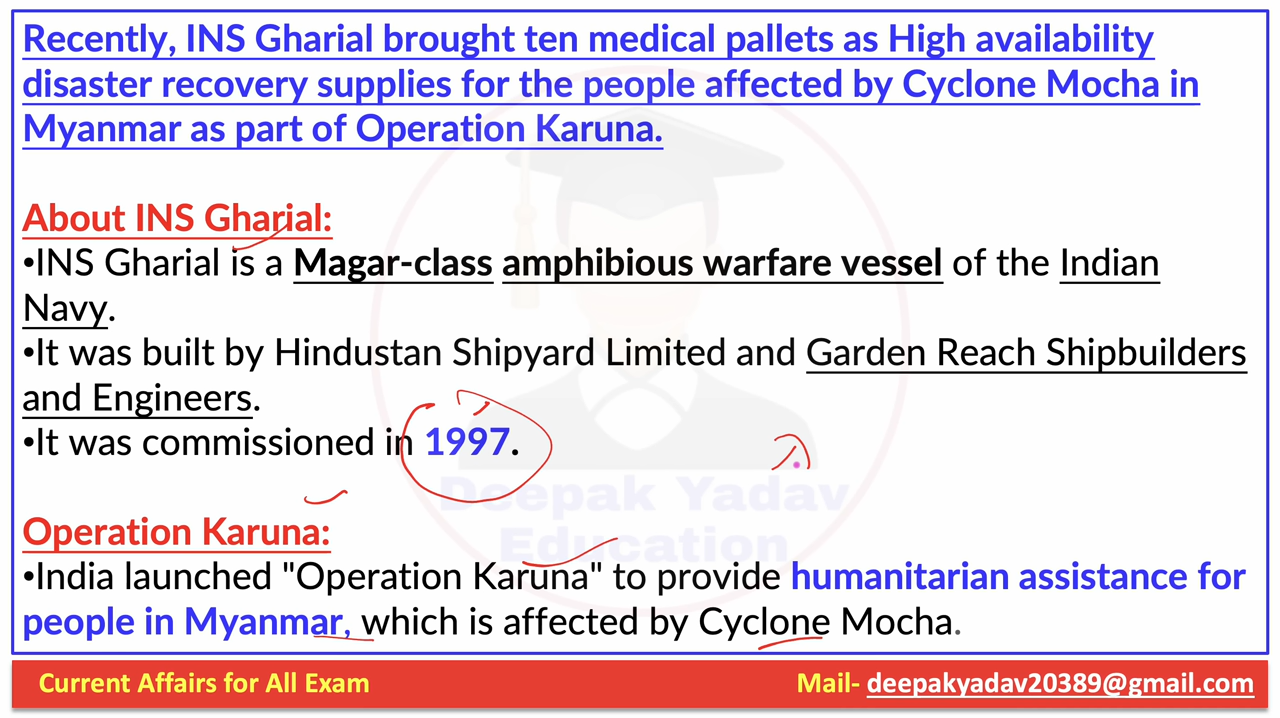 Recently, INS Gharial brought ten medical pallets as High availability
disaster recovery supplies for the people affected by Cyclone Mocha in
Myanmar as part of Operation Karuna.
About INS Gharial:
•INS Gharial is a Magar-class amphibious warfare vessel of the Indian
Navy.
•It was built by Hindustan Shipyard Limited and Garden Reach Shipbuilders
and Engineers.
•It was commissioned in 1997.
Deepak Yadav
Education
Operation Karuna:
•India launched "Operation Karuna" to provide humanitarian assistance for
people in Myanmar, which is affected by Cyclone Mocha.
Current Affairs for All Exam
Mail- deepakyadav20389@gmail.com